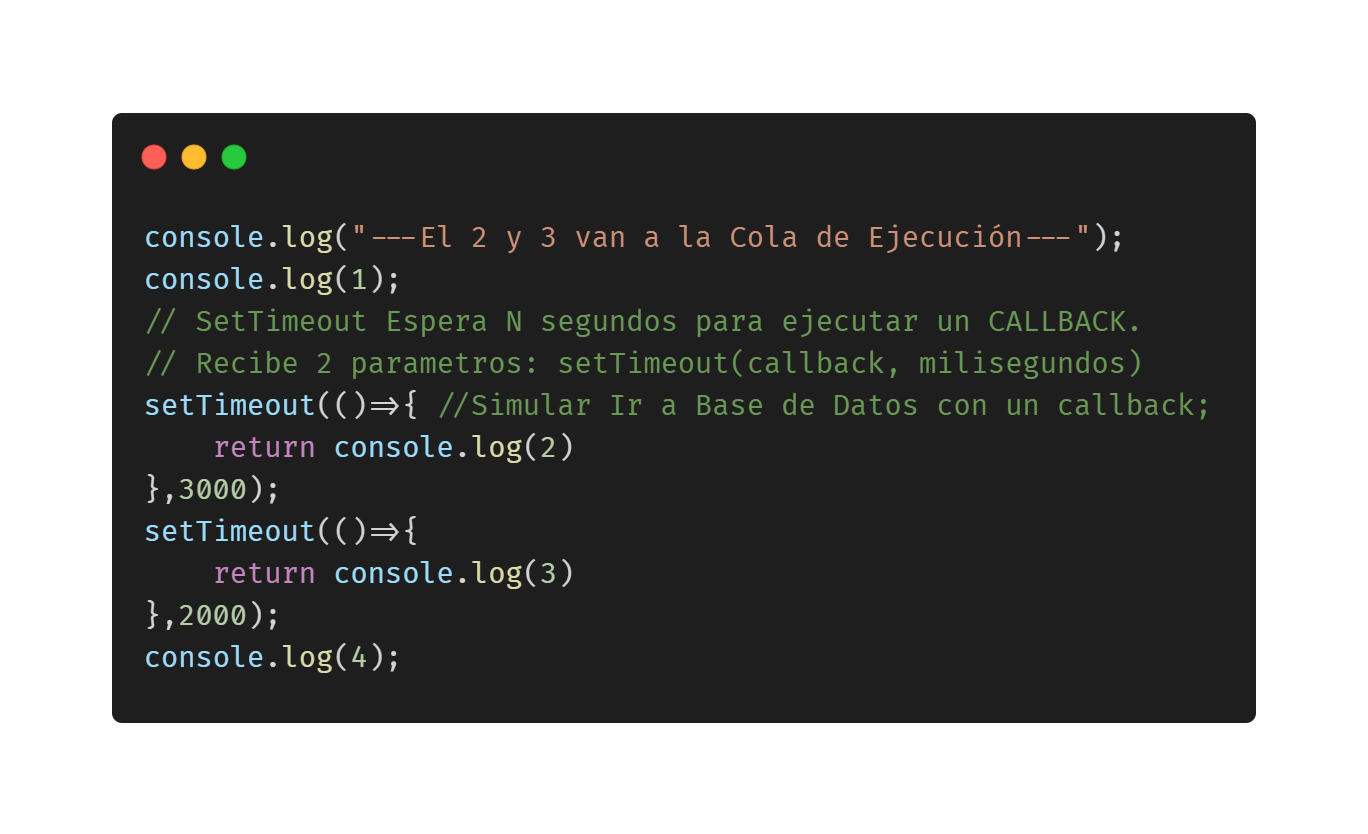 console.log("---El 2 y 3 van a la Cola de Ejecución---");
console.log(1);
// SetTimeout Espera N segundos para ejecutar un CALLBACK.
// Recibe 2 parametros: setTimeout(callback, milisegundos)
setTimeout(()=>{ //Simular Ir a Base de Datos con un callback;
    return console.log(2)
},3000);
setTimeout(()=>{
    return console.log(3)
},2000);
console.log(4);